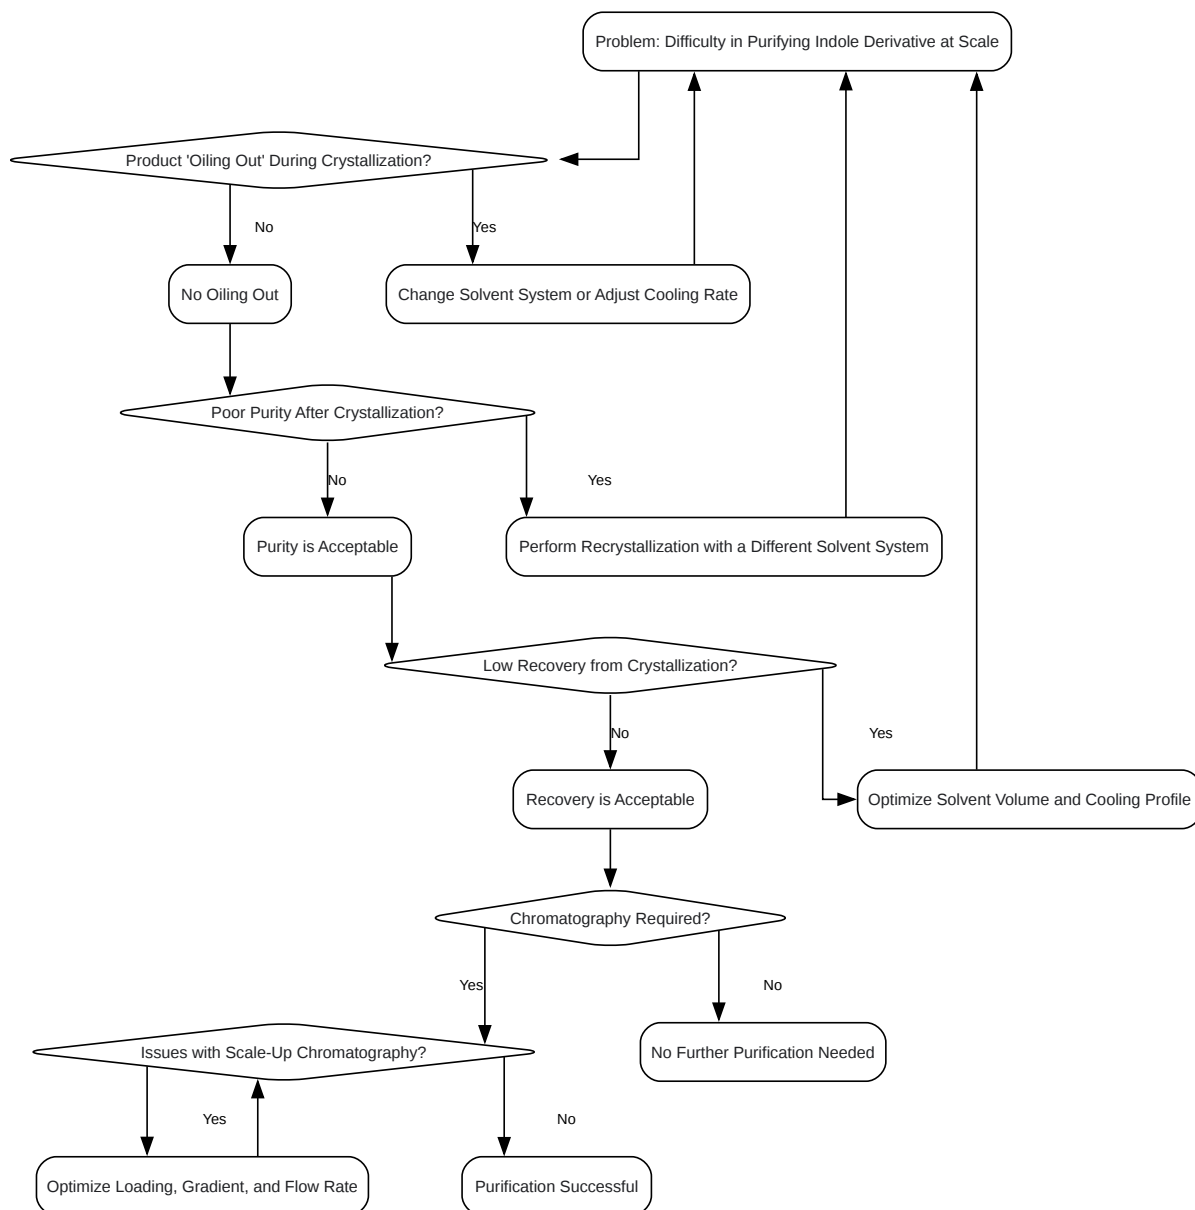 Problem: Difficulty in Purifying Indole Derivative at Scale
Product 'Oiling Out' During Crystallization?
No
Yes
No Oiling Out
Change Solvent System or Adjust Cooling Rate
Poor Purity After Crystallization?
No
Yes
Purity is Acceptable
Perform Recrystallization with a Different Solvent System
Low Recovery from Crystallization?
No
Yes
Recovery is Acceptable
Optimize Solvent Volume and Cooling Profile
Chromatography Required?
Yes
No
Issues with Scale-Up Chromatography?
No Further Purification Needed
Yes
No
Optimize Loading, Gradient, and Flow Rate
Purification Successful